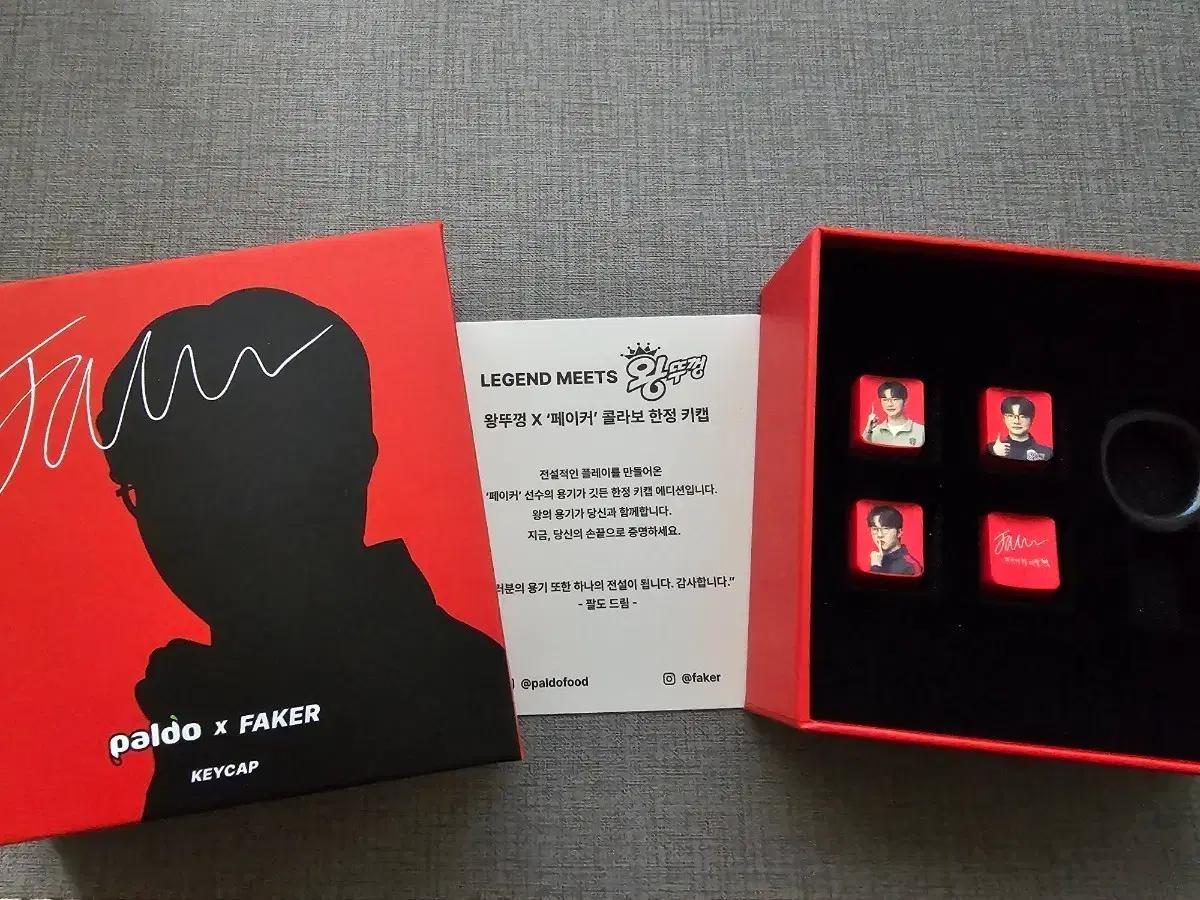 Faker
paldo x FAKER
KEYCAP
LEGEND MEETS 왕뚜껑
왕뚜껑 X '페이커' 콜라보 한정 키캡
전설적인 플레이를 만들어온
'페이커' 선수의 용기가 깃든 한정 키캡 에디션입니다.
왕의 용기가 당신과 함께합니다.
지금, 당신의 손끝으로 증명하세요.
러분의 용기 또한 하나의 전설이 됩니다. 감사합니다."
- 팔도 드림 -
@paldofood
@faker
Faker